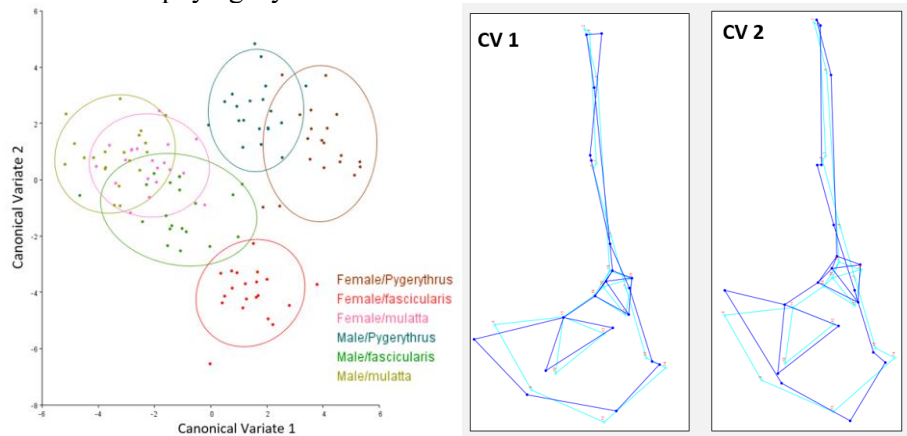 6
4
2
0
-2
-4
-6
-8
Canonical Variate 2
-6
-4
-2
0
2
4
6
Canonical Variate 1
Female/Pygerythrus
Female/fascicularis
Female/mulatta
Male/Pygerythrus
Male/fascicularis
Male/mulatta
CV 1
CV 2